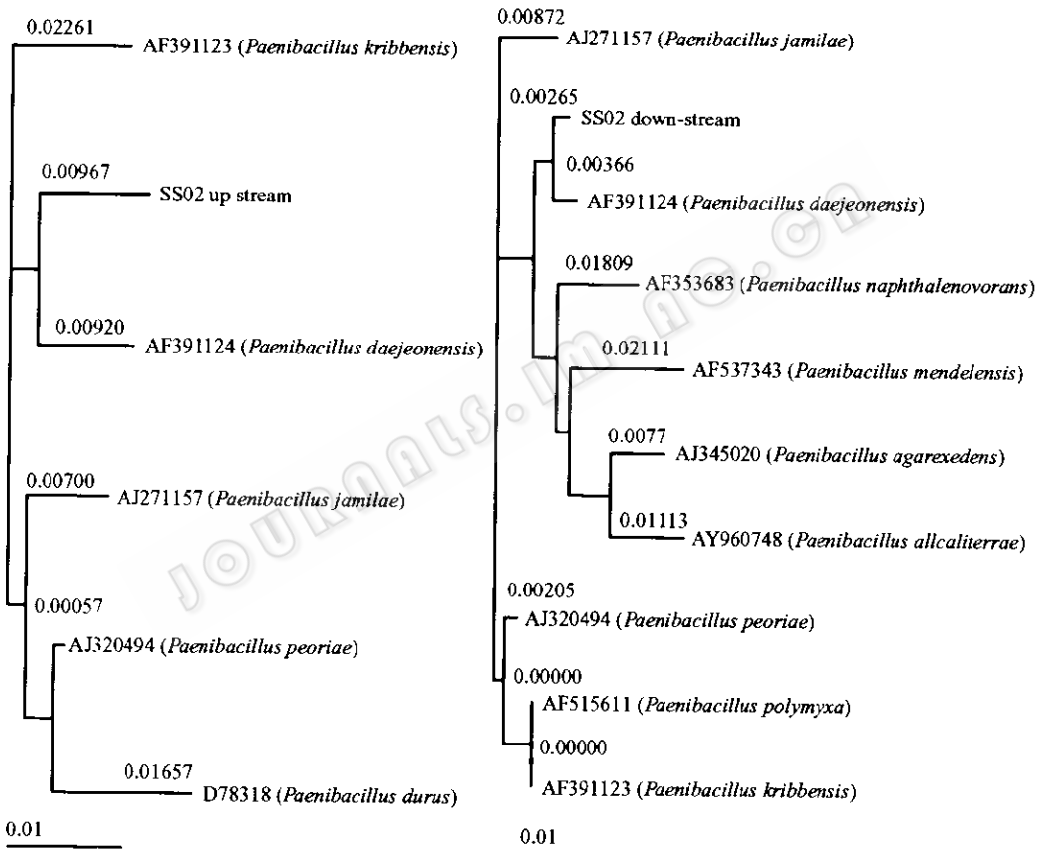 0.02261
AF391123 (Paenibacillus kribbensis)
0.00967
SS02 up stream
0.00920
AF391124 (Paenibacillus daejeonensis)
0.00700
AJ271157 (Paenibacillus jamilae)
0.00057
AJ320494 (Paenibacillus peoriae)
0.01657
D78318 (Paenibacillus durus)
0.01
0.00872
AJ271157 (Paenibacillus jamilae)
0.00265
SS02 down-stream
0.00366
AF391124 (Paenibacillus daejeonensis)
0.01809
AF353683 (Paenibacillus naphthalenovorans)
0.02111
AF537343 (Paenibacillus mendelensis)
0.0077
AJ345020 (Paenibacillus agarexedens)
0.01113
AY960748 (Paenibacillus allcaliterrae)
0.00205
AJ320494 (Paenibacillus peoriae)
0.00000
AF515611 (Paenibacillus polymyxa)
0.00000
AF391123 (Paenibacillus kribbensis)
0.01
JOURNALS.IM.AC.CN